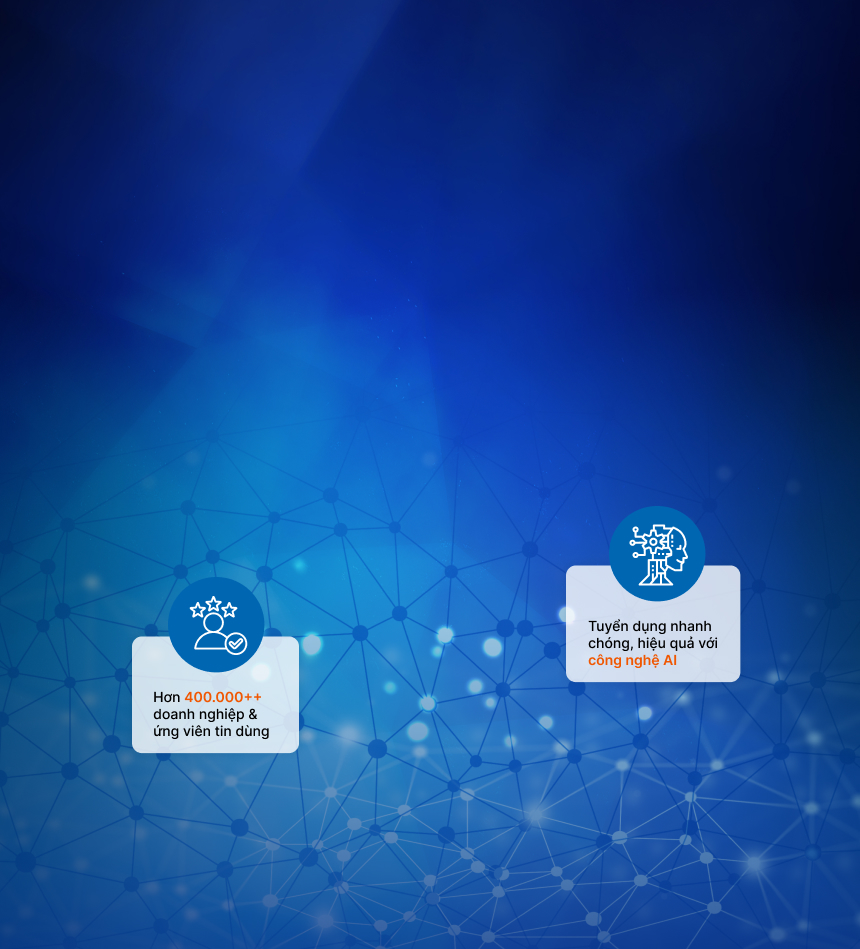 Tuyển dụng nhanh
chóng, hiệu quả với
công nghệ AI
Hơn 400.000++
doanh nghiệp &
ứng viên tin dùng